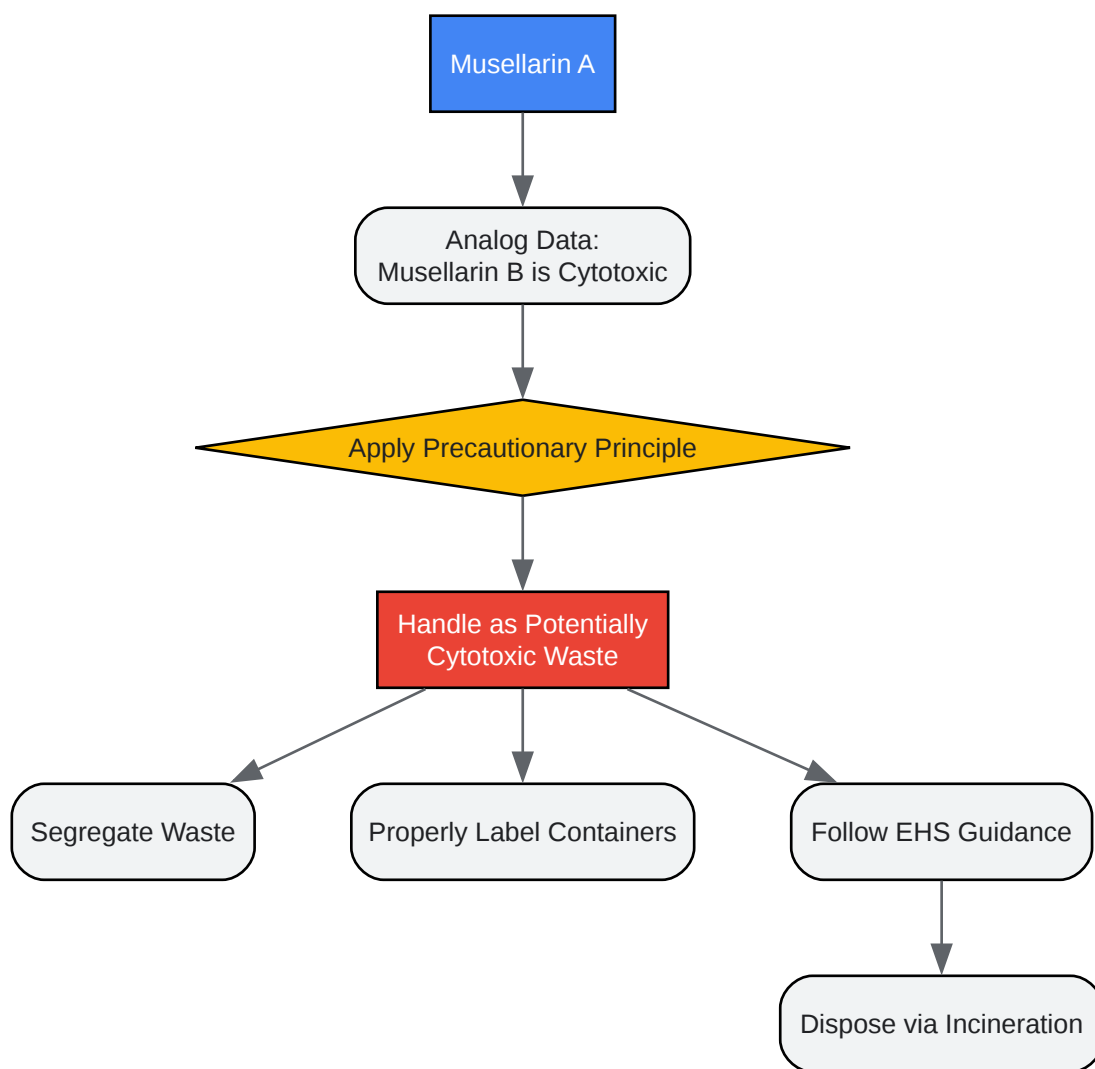 Musellarin A
Analog Data:
Musellarin B is Cytotoxic
Apply Precautionary Principle
Handle as Potentially
Cytotoxic Waste
Segregate Waste
Properly Label Containers
Follow EHS Guidance
Dispose via Incineration